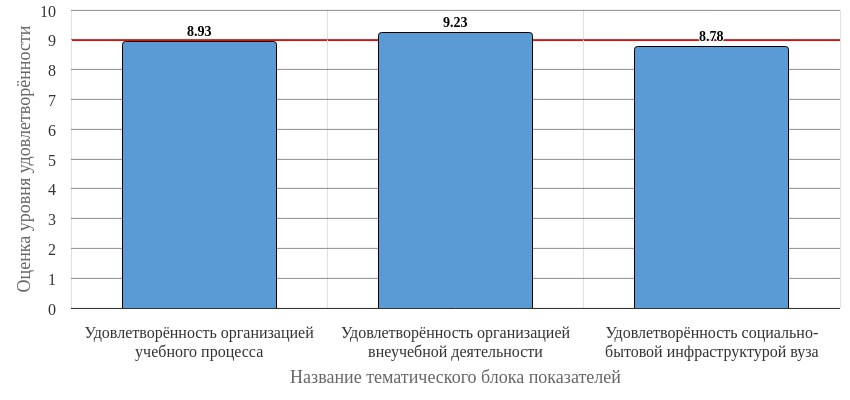 Оценка уровня удовлетворённости
10
9
8
7
6
5
4
3
2
1
0
8.93
9.23
8.78
Удовлетворённость организацией
учебного процесса
Удовлетворённость организацией
внеучебной деятельности
Удовлетворённость социально-
бытовой инфраструктурой вуза
Название тематического блока показателей